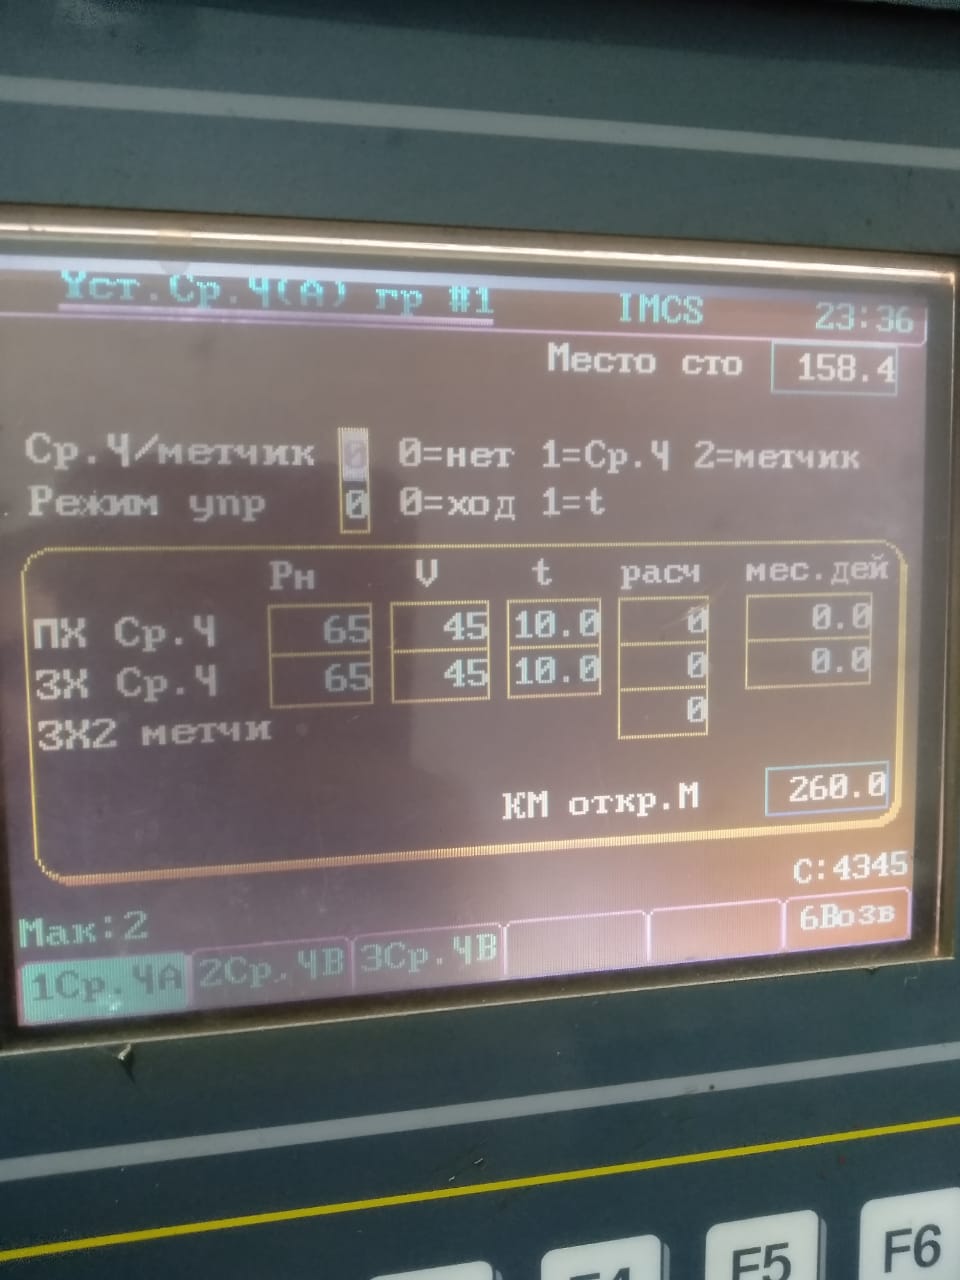 Уст.Ср.Ч(А) гр #1 IMCS 23:36
Место сто 158.4
Ср.Ч/метчик 0 0=нет 1=Ср.Ч 2=метчик
Режим упр 0 0=ход 1=t
Рн V t расч мес.дей
ПХ Ср.Ч 65 45 10.0 0 0.0
ЗХ Ср.Ч 65 45 10.0 0 0.0
ЗХ2 метчи 0
КМ откр.М 260.0
С:4345
Мак:2
1Ср.ЧА 2Ср.ЧВ 3Ср.ЧВ 6Возв
F4 F5 F6